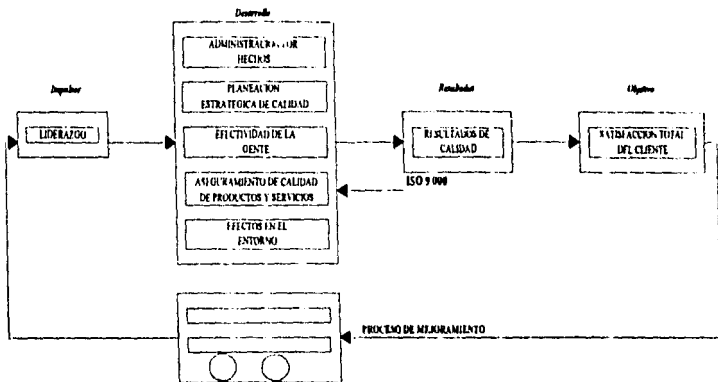 Desarrollo
ADMINISTRACION POR
HECHOS
PLANEACION
ESTRATEGICA DE CALIDAD
EFECTIVIDAD DE LA
GENTE
ASEGURAMIENTO DE CALIDAD
DE PRODUCTOS Y SERVICIOS
EFECTOS EN EL
ENTORNO
Impulsor
LIDERAZGO
Resultados
RESULTADOS DE
CALIDAD
ISO 9 000
Objetivo
SATISFACCION TOTAL
DEL CLIENTE
PROCESO DE MEJORAMIENTO